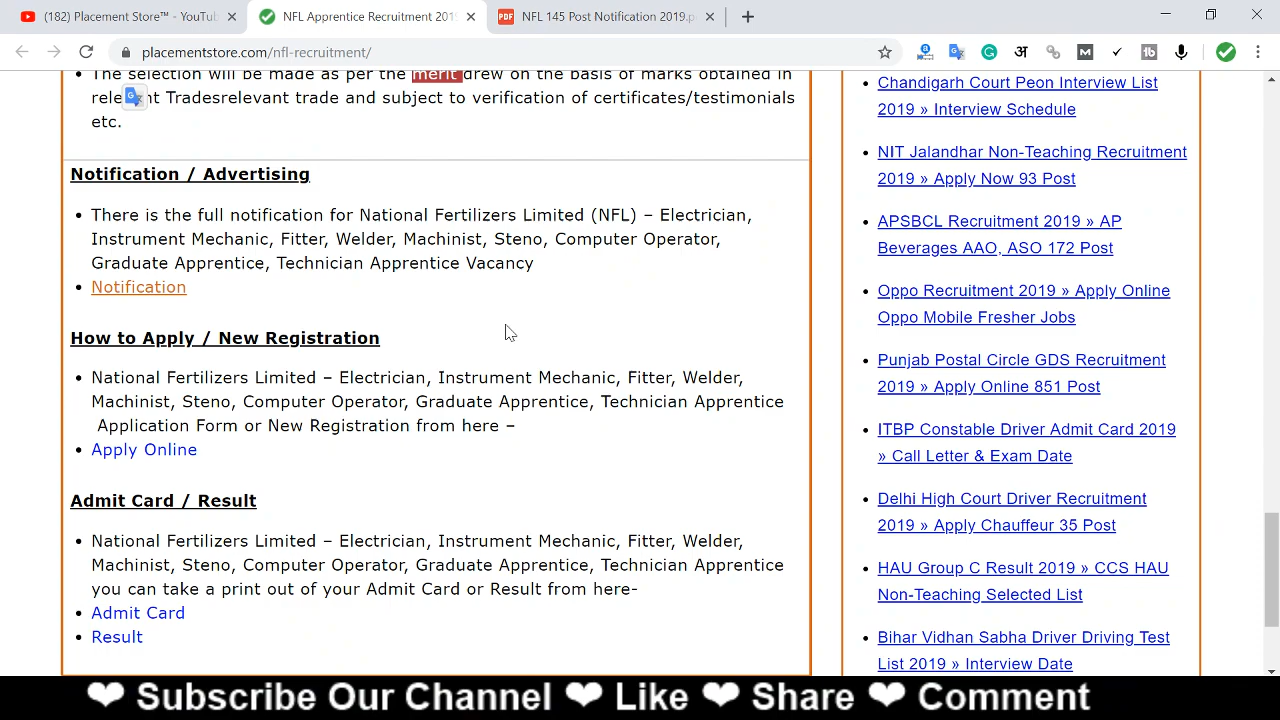 (182) Placement Store™ - YouTub
NFL Apprentice Recruitment 2019
NFL 145 Post Notification 2019.p
placementstore.com/nfl-recruitment/
The selection will be made as per the merit drew on the basis of marks obtained in
relevant Tradesrelevant trade and subject to verification of certificates/testimonials
etc.
Notification / Advertising
There is the full notification for National Fertilizers Limited (NFL) – Electrician,
Instrument Mechanic, Fitter, Welder, Machinist, Steno, Computer Operator,
Graduate Apprentice, Technician Apprentice Vacancy
Notification
How to Apply / New Registration
National Fertilizers Limited – Electrician, Instrument Mechanic, Fitter, Welder,
Machinist, Steno, Computer Operator, Graduate Apprentice, Technician Apprentice
Application Form or New Registration from here –
Apply Online
Admit Card / Result
National Fertilizers Limited – Electrician, Instrument Mechanic, Fitter, Welder,
Machinist, Steno, Computer Operator, Graduate Apprentice, Technician Apprentice
you can take a print out of your Admit Card or Result from here-
Admit Card
Result
Chandigarh Court Peon Interview List
2019 » Interview Schedule
NIT Jalandhar Non-Teaching Recruitment
2019 » Apply Now 93 Post
APSBCL Recruitment 2019 » AP
Beverages AAO, ASO 172 Post
Oppo Recruitment 2019 » Apply Online
Oppo Mobile Fresher Jobs
Punjab Postal Circle GDS Recruitment
2019 » Apply Online 851 Post
ITBP Constable Driver Admit Card 2019
» Call Letter & Exam Date
Delhi High Court Driver Recruitment
2019 » Apply Chauffeur 35 Post
HAU Group C Result 2019 » CCS HAU
Non-Teaching Selected List
Bihar Vidhan Sabha Driver Driving Test
List 2019 » Interview Date
❤ Subscribe Our Channel ❤ Like ❤ Share ❤ Comment